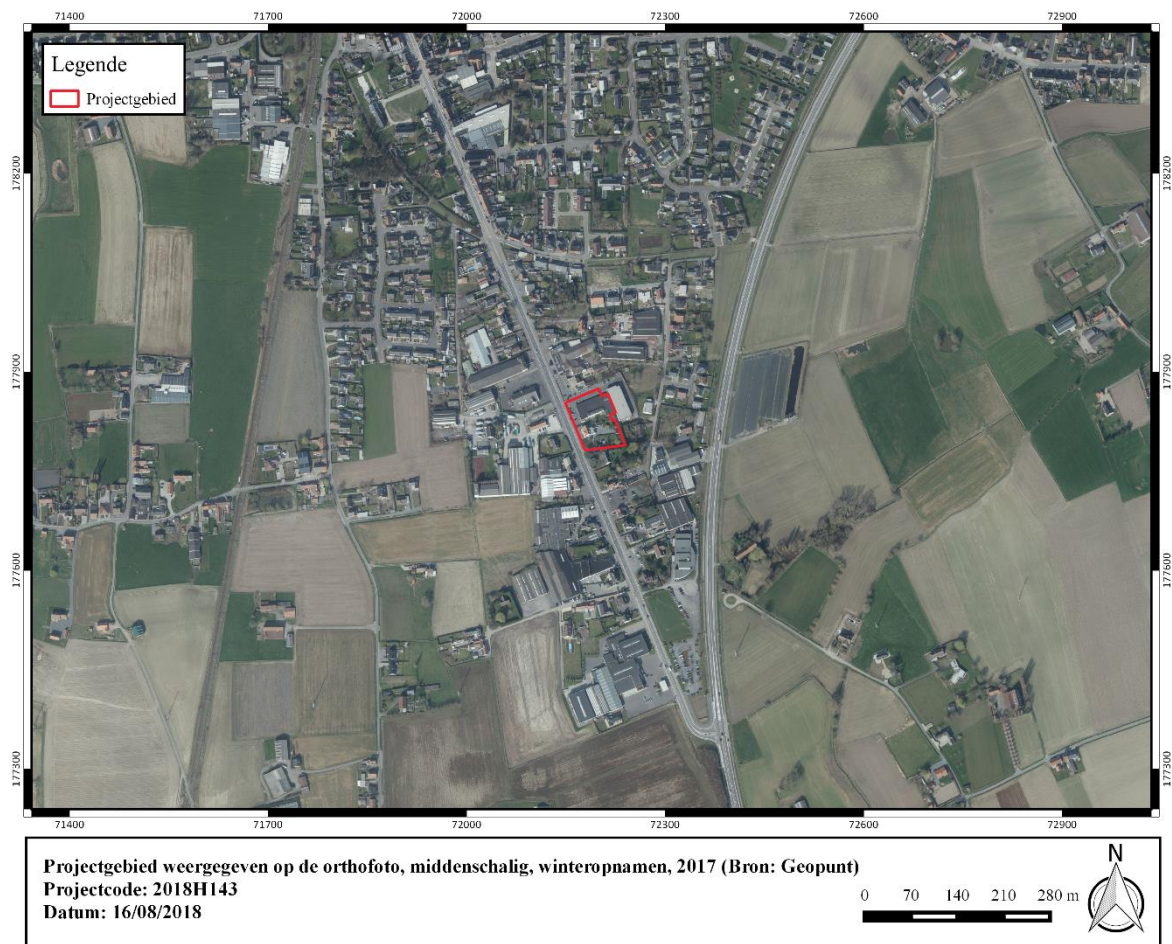 71400 71700 72000 72300 72600 72900
Legende
Projectgebied
178200 178200
177900 177900
177600 177600
177300 177300
71400 71700 72000 72300 72600 72900
Projectgebied weergegeven op de orthofoto, middenschalig, winteropnamen, 2017 (Bron: Geopunt)
Projectcode: 2018H143
Datum: 16/08/2018
0 70 140 210 280 m
N